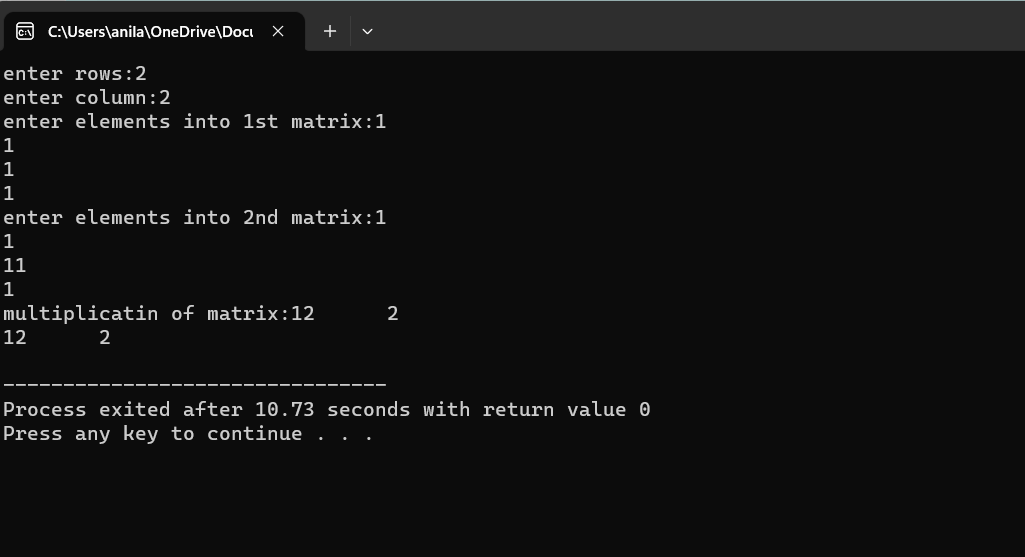 C:\Users\anila\OneDrive\Docu
enter rows:2
enter column:2
enter elements into 1st matrix:1
1
1
1
enter elements into 2nd matrix:1
1
11
1
multiplicatin of matrix:12      2
12      2
--------------------------------
Process exited after 10.73 seconds with return value 0
Press any key to continue . . .